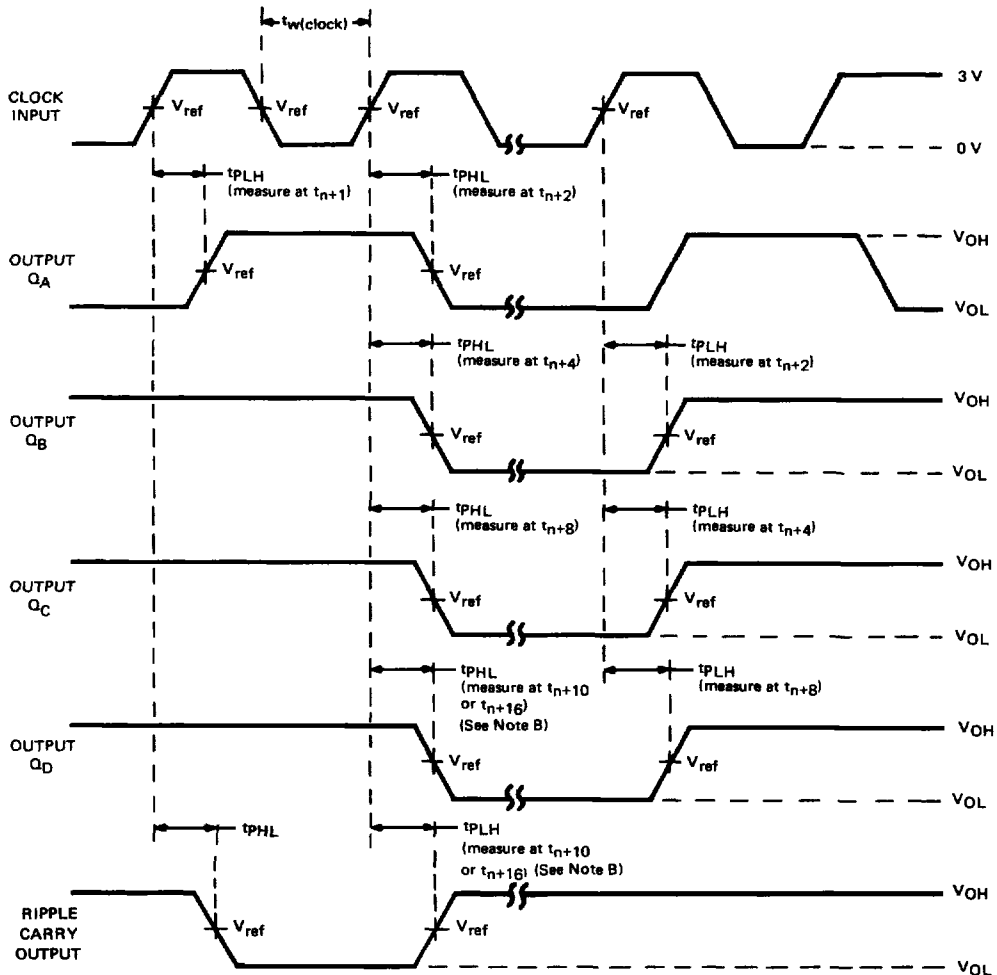 tw(clock)
CLOCK
INPUT
Vref
Vref
Vref
Vref
3 V
0 V
tPLH
(measure at tn+1)
tPHL
(measure at tn+2)
OUTPUT
QA
Vref
Vref
VOH
VOL
tPHL
(measure at tn+4)
tPLH
(measure at tn+2)
OUTPUT
QB
Vref
Vref
VOH
VOL
tPHL
(measure at tn+8)
tPLH
(measure at tn+4)
OUTPUT
QC
Vref
Vref
VOH
VOL
tPHL
(measure at tn+10
or tn+16)
(See Note B)
tPLH
(measure at tn+8)
OUTPUT
QD
Vref
Vref
VOH
VOL
tPHL
tPLH
(measure at tn+10
or tn+16) (See Note B)
RIPPLE
CARRY
OUTPUT
Vref
Vref
VOH
VOL